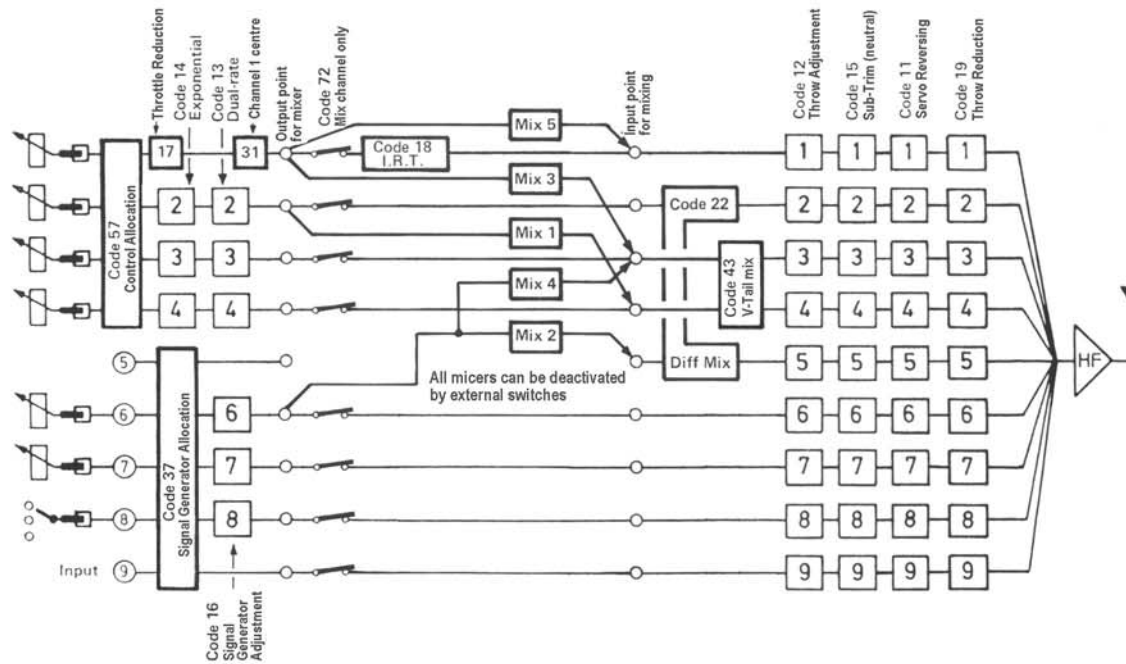 Throttle Reduction
Code 14
Exponential
Code 13
Dual-rate
Channel 1 centre
Output point
for mixer
Code 72
Mix channel only
Input point
for mixing
Code 12
Throw Adjustment
Code 15
Sub-Trim (neutral)
Code 11
Servo Reversing
Code 19
Throw Reduction
Mix 5
17
31
Code 18
I.R.T.
1 1 1 1
Mix 3
2 2
Code 22
2 2 2 2
Code 57
Control Allocation
Mix 1
3 3
Code 43
V-Tail mix
3 3 3 3
Mix 4
4 4
4 4 4 4
Mix 2
5
Diff Mix
5 5 5 5
HF
All micers can be deactivated
by external switches
6 6
6 6 6 6
Code 37
Signal Generator Allocation
7 7
7 7 7 7
8 8
8 8 8 8
Input 9
9 9 9 9
Code 16
Signal
Generator
Adjustment